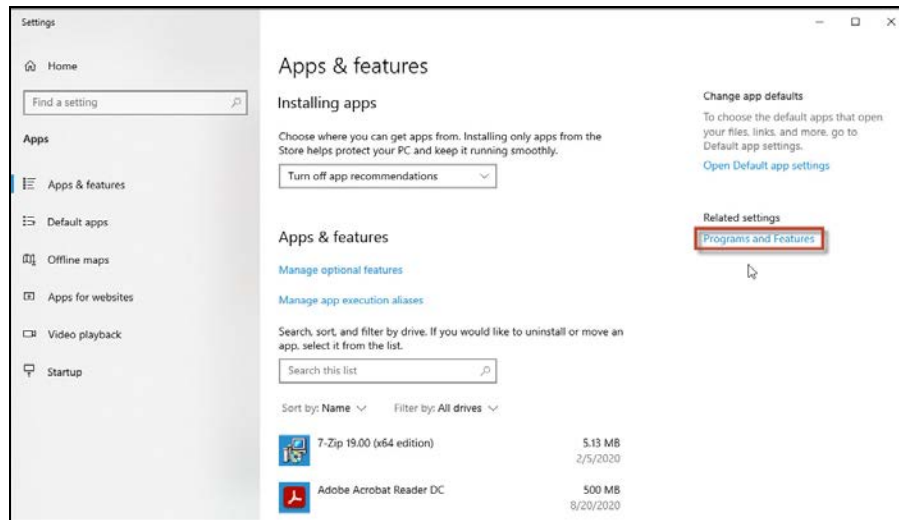 Settings
Home
Find a setting
Apps
Apps & features
Default apps
Offline maps
Apps for websites
Video playback
Startup
Apps & features
Installing apps
Choose where you can get apps from. Installing only apps from the
Store helps protect your PC and keep it running smoothly.
Turn off app recommendations
Apps & features
Manage optional features
Manage app execution aliases
Search, sort, and filter by drive. If you would like to uninstall or move an
app, select it from the list.
Search this list
Sort by: Name Filter by: All drives
7-Zip 19.00 (x64 edition) 5.13 MB
2/5/2020
Adobe Acrobat Reader DC 500 MB
8/20/2020
Change app defaults
To choose the default apps that open
your files, links, and more, go to
Default app settings.
Open Default app settings
Related settings
Programs and Features